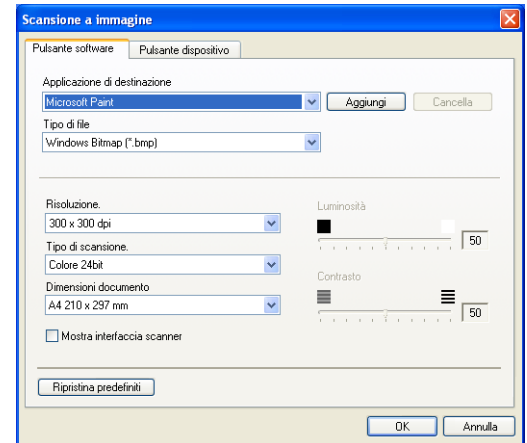 Scansione a immagine
Pulsante software Pulsante dispositivo
Applicazione di destinazione
Microsoft Paint Aggiungi Cancella
Tipo di file
Windows Bitmap (*.bmp)
Risoluzione. Luminosità
300 x 300 dpi 50
Tipo di scansione.
Colore 24bit
Dimensioni documento Contrasto
A4 210 x 297 mm 50
Mostra interfaccia scanner
Ripristina predefiniti
OK Annulla